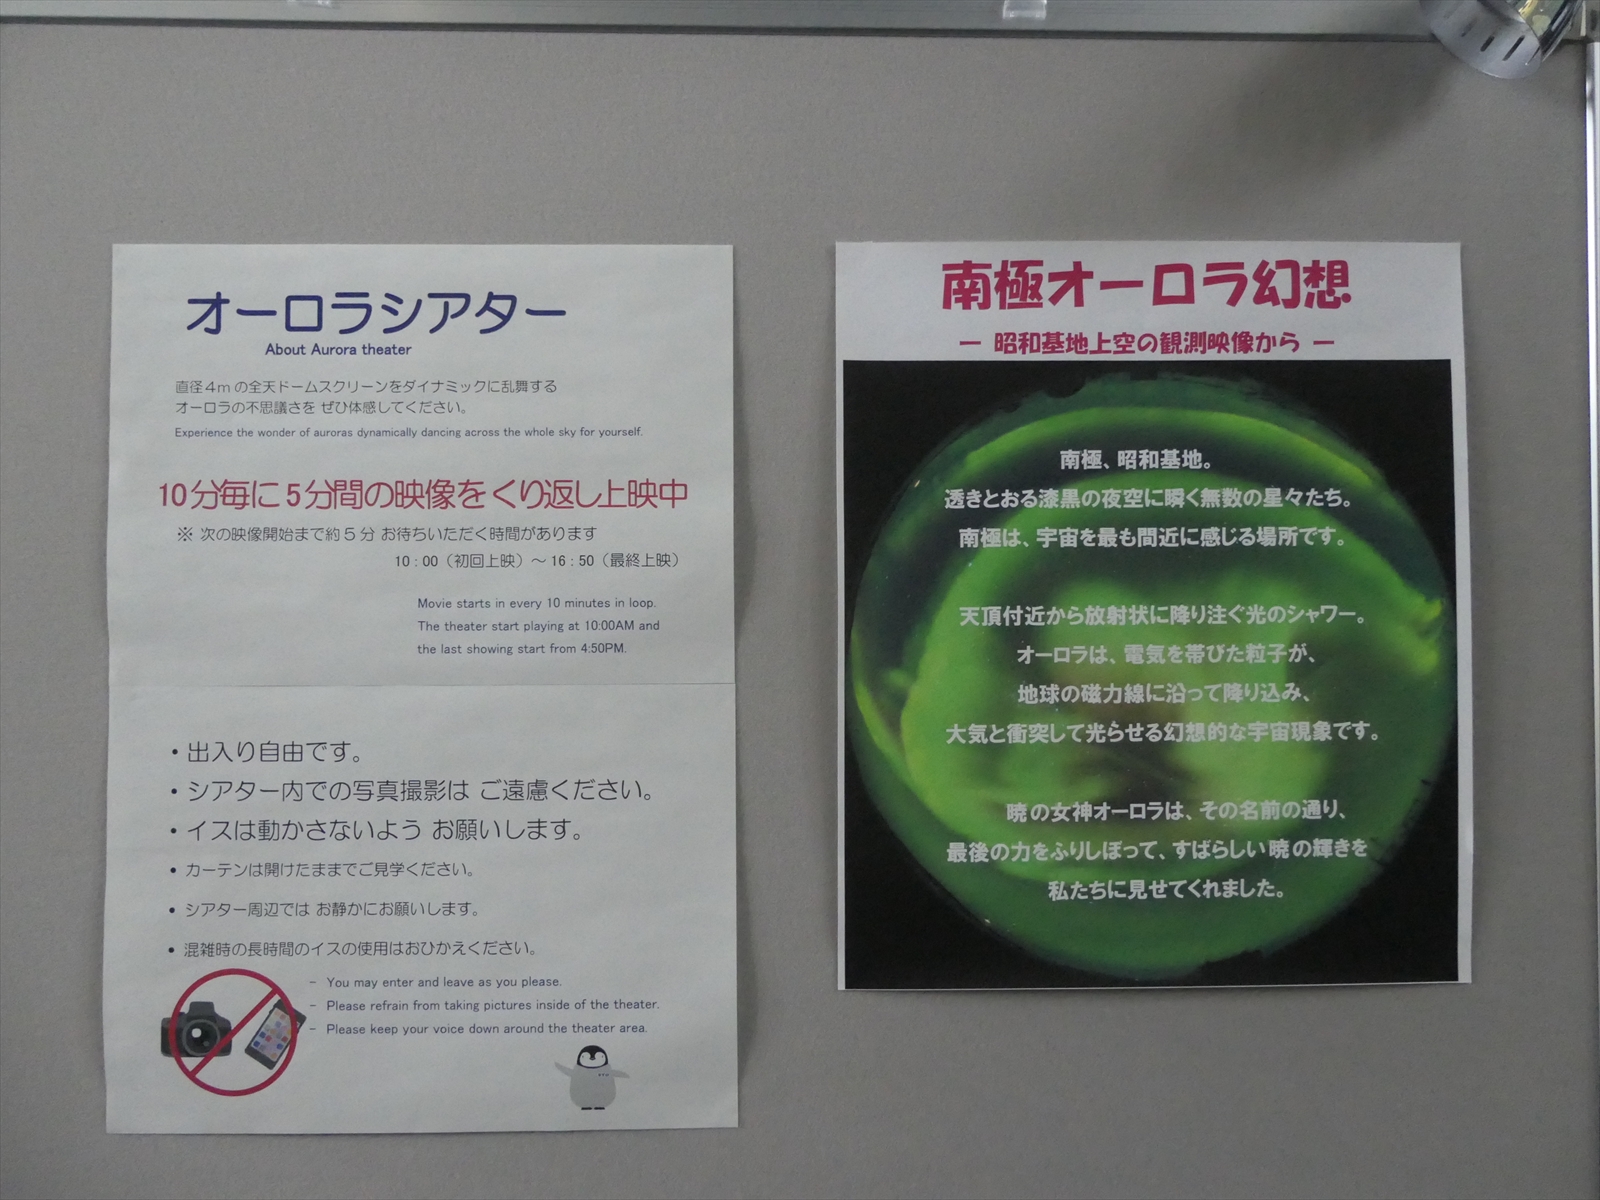 オーロラシアター
About Aurora theater
直径４ｍの全天ドームスクリーンをダイナミックに乱舞する
オーロラの不思議さを ぜひ体感してください。
Experience the wonder of auroras dynamically dancing across the whole sky for yourself.
10分毎に５分間の映像をくり返し上映中
※ 次の映像開始まで約５分 お待ちいただく時間があります
10：00（初回上映）～ 16：50（最終上映）
Movie starts in every 10 minutes in loop.
The theater start playing at 10:00AM and
the last showing start from 4:50PM.
・出入り自由です。
・シアター内での写真撮影は ご遠慮ください。
・イスは動かさないよう お願いします。
・カーテンは開けたままでご見学ください。
・シアター周辺では お静かにお願いします。
・混雑時の長時間のイスの使用はおひかえください。
- You may enter and leave as you please.
- Please refrain from taking pictures inside of the theater.
- Please keep your voice down around the theater area.
南極オーロラ幻想
ー 昭和基地上空の観測映像から ー
南極、昭和基地。
透きとおる漆黒の夜空に瞬く無数の星々たち。
南極は、宇宙を最も間近に感じる場所です。
天頂付近から放射状に降り注ぐ光のシャワー。
オーロラは、電気を帯びた粒子が、
地球の磁力線に沿って降り込み、
大気と衝突して光らせる幻想的な宇宙現象です。
暁の女神オーロラは、その名前の通り、
最後の力をふりしぼって、すばらしい暁の輝きを
私たちに見せてくれました。